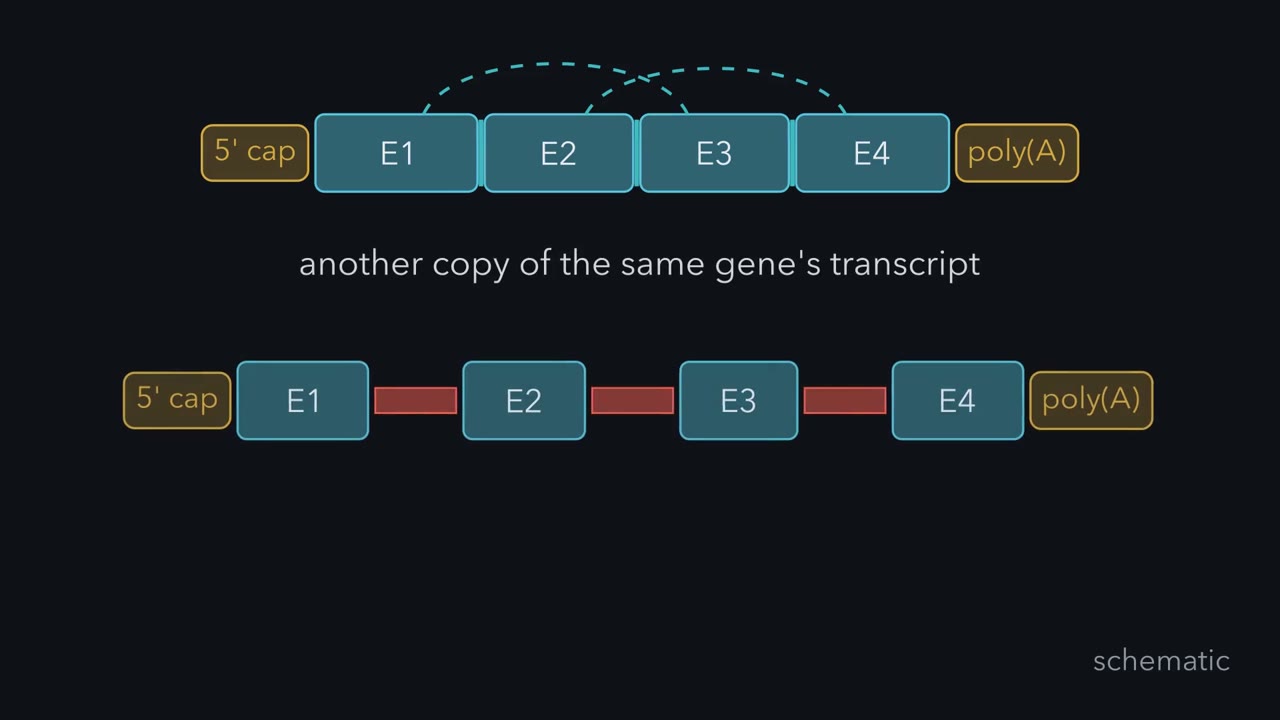 5' cap E1 E2 E3 E4 poly(A)
another copy of the same gene's transcript
5' cap E1 E2 E3 E4 poly(A)
schematic